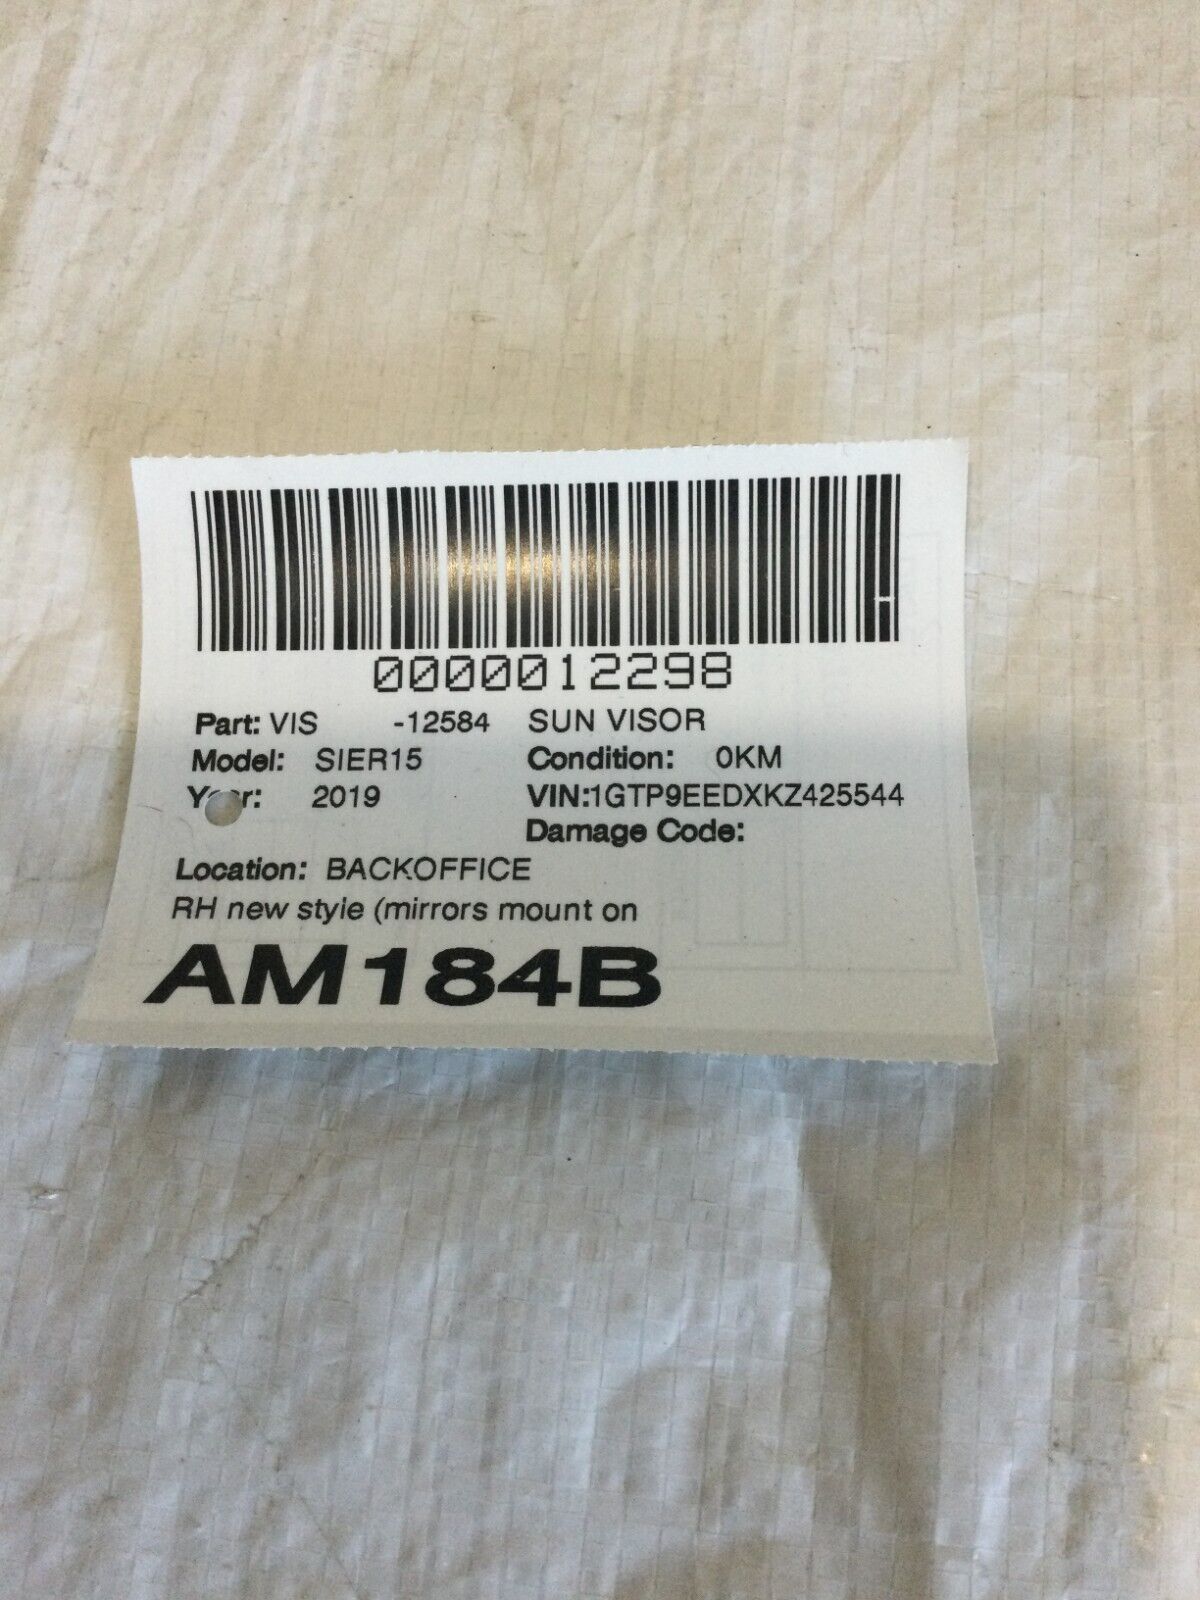 0000012298
Part: VIS -12584 SUN VISOR
Model: SIER15 Condition: 0KM
Year: 2019 VIN:1GTP9EEDXKZ425544
Damage Code:
Location: BACKOFFICE
RH new style (mirrors mount on
AM184B